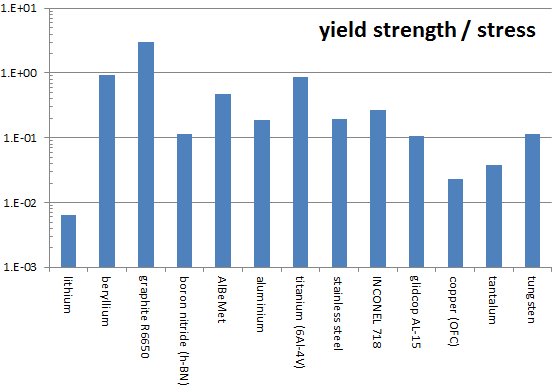 yield strength / stress
1.E+01
1.E+00
1.E-01
1.E-02
1.E-03
lithium
beryllium
graphite R6650
boron nitride (h-BN)
AlBeMet
aluminium
titanium (6Al-4V)
stainless steel
INCONEL 718
glidcop AL-15
copper (OFC)
tantalum
tungsten